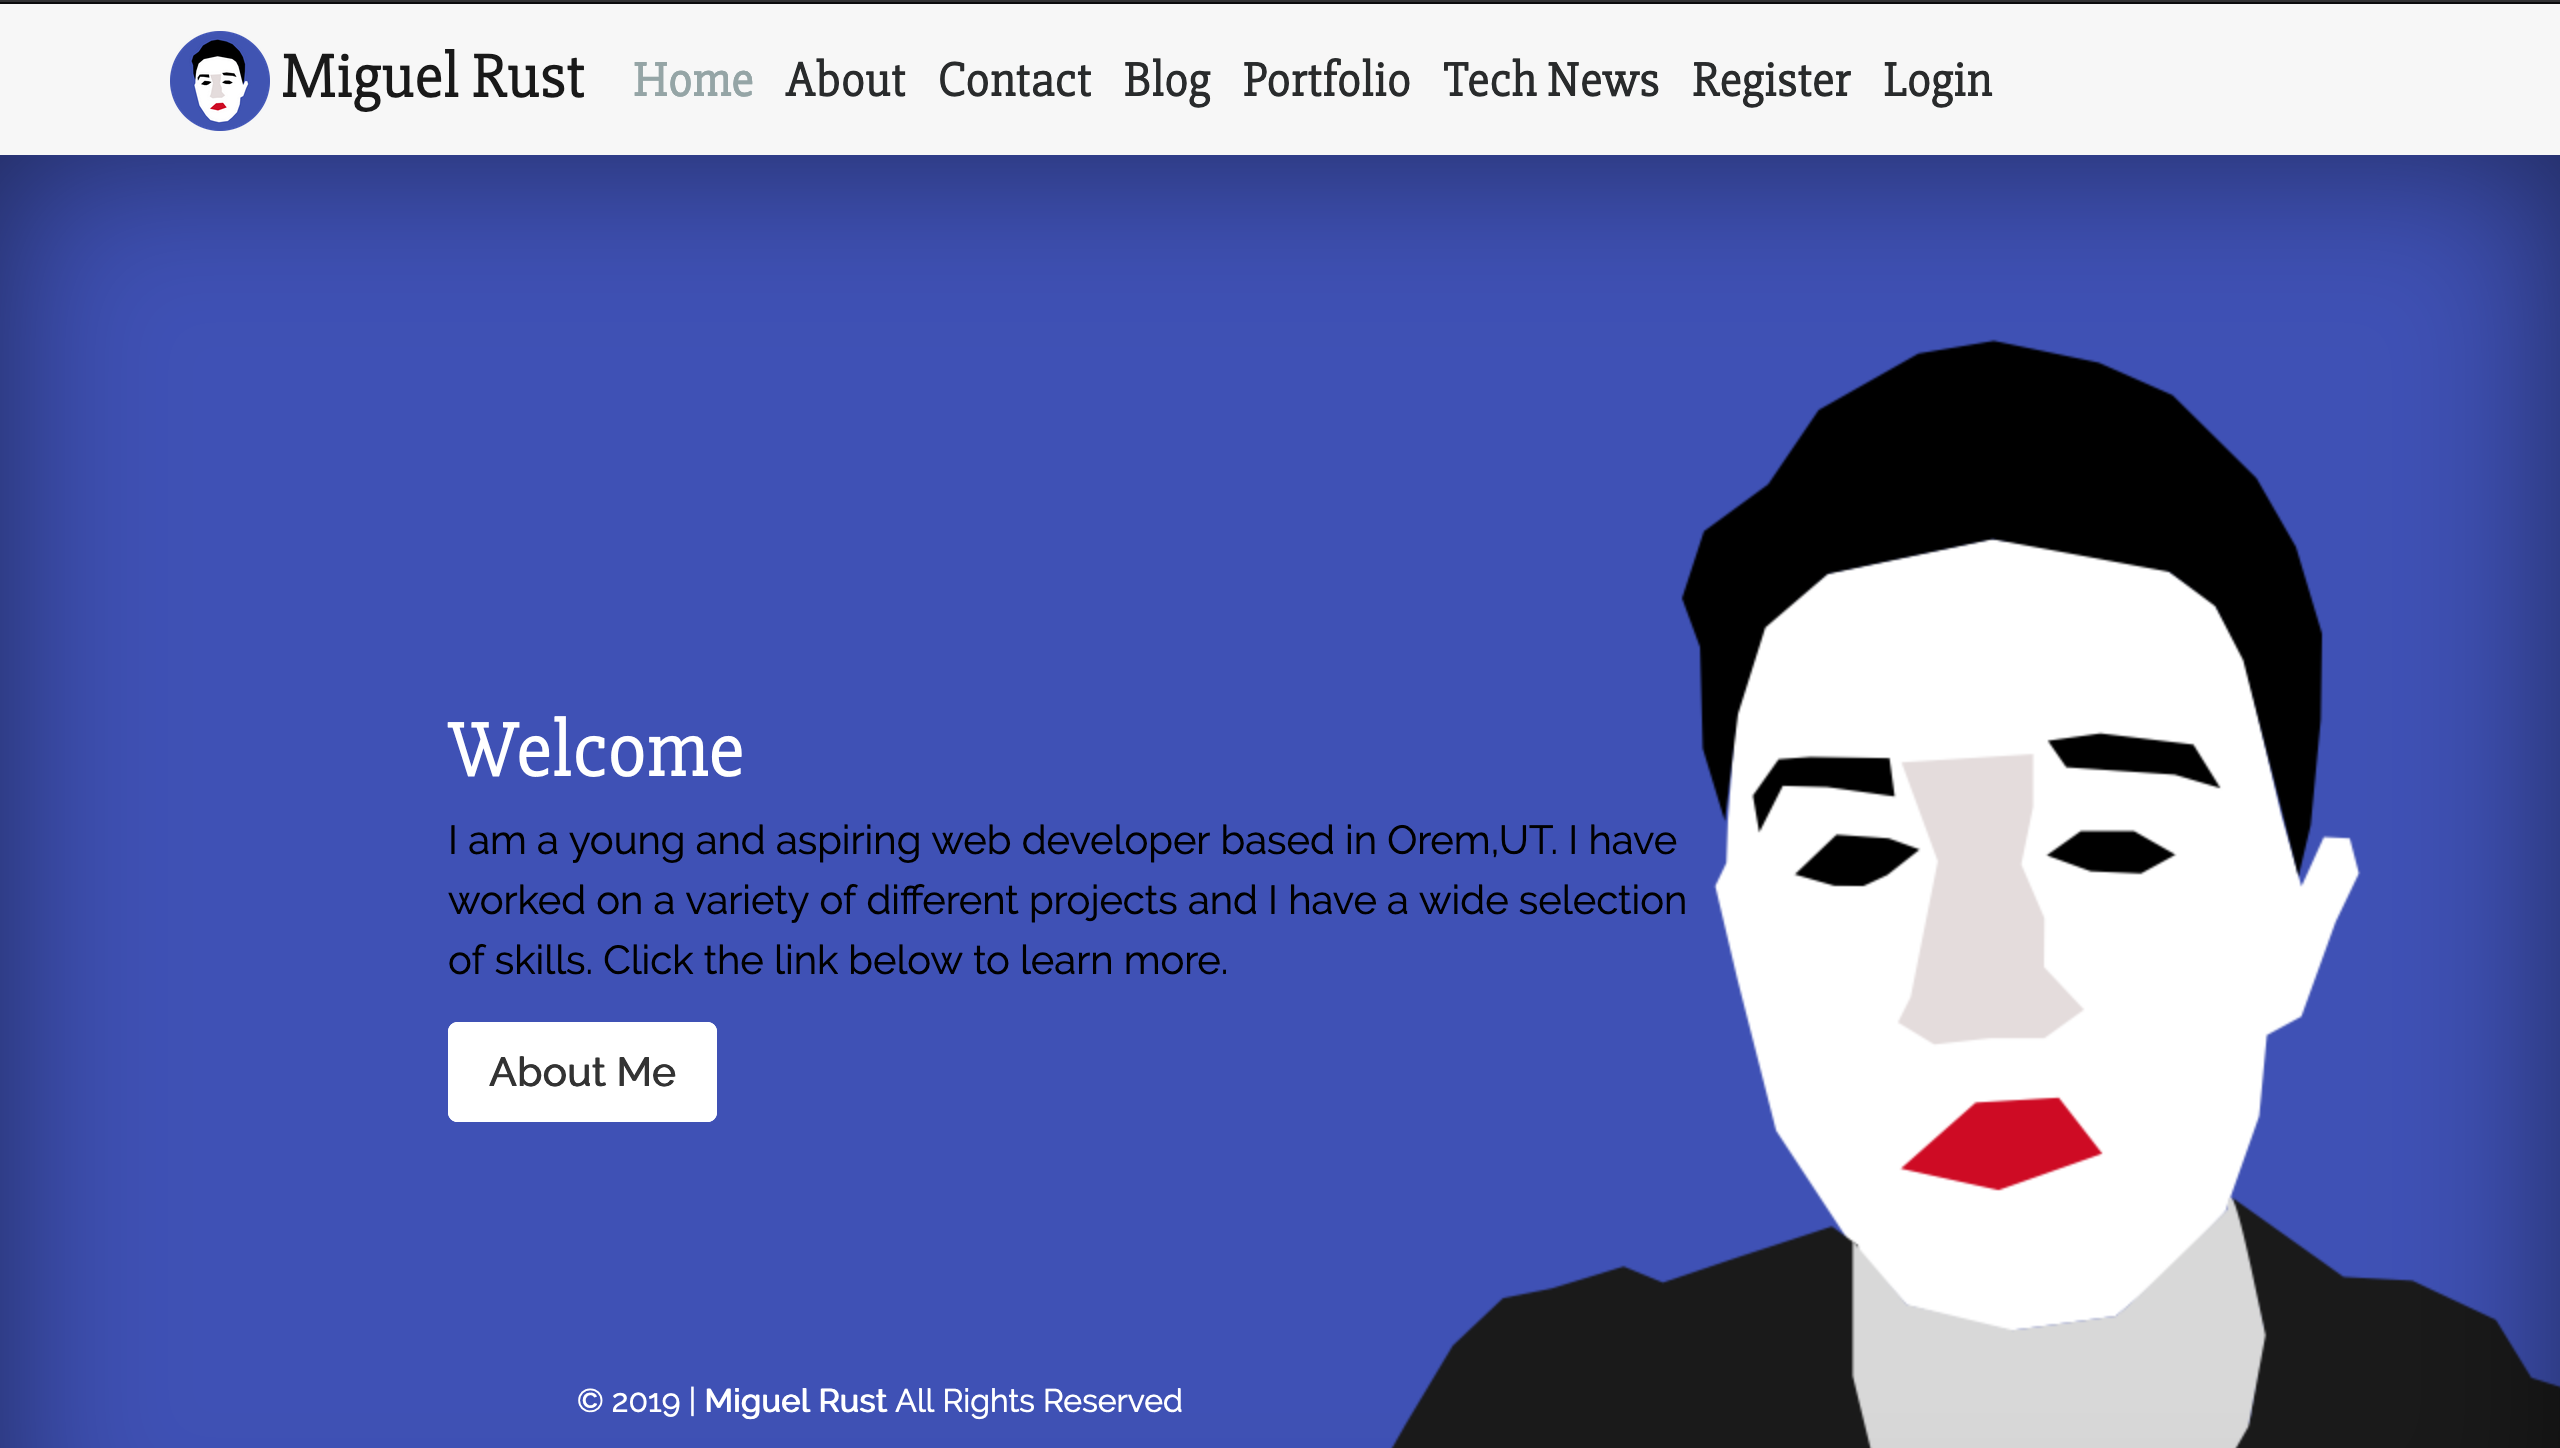 Miguel Rust Home About Contact Blog Portfolio Tech News Register Login
Welcome
I am a young and aspiring web developer based in Orem,UT. I have
worked on a variety of different projects and I have a wide selection
of skills. Click the link below to learn more.
About Me
© 2019 | Miguel Rust All Rights Reserved